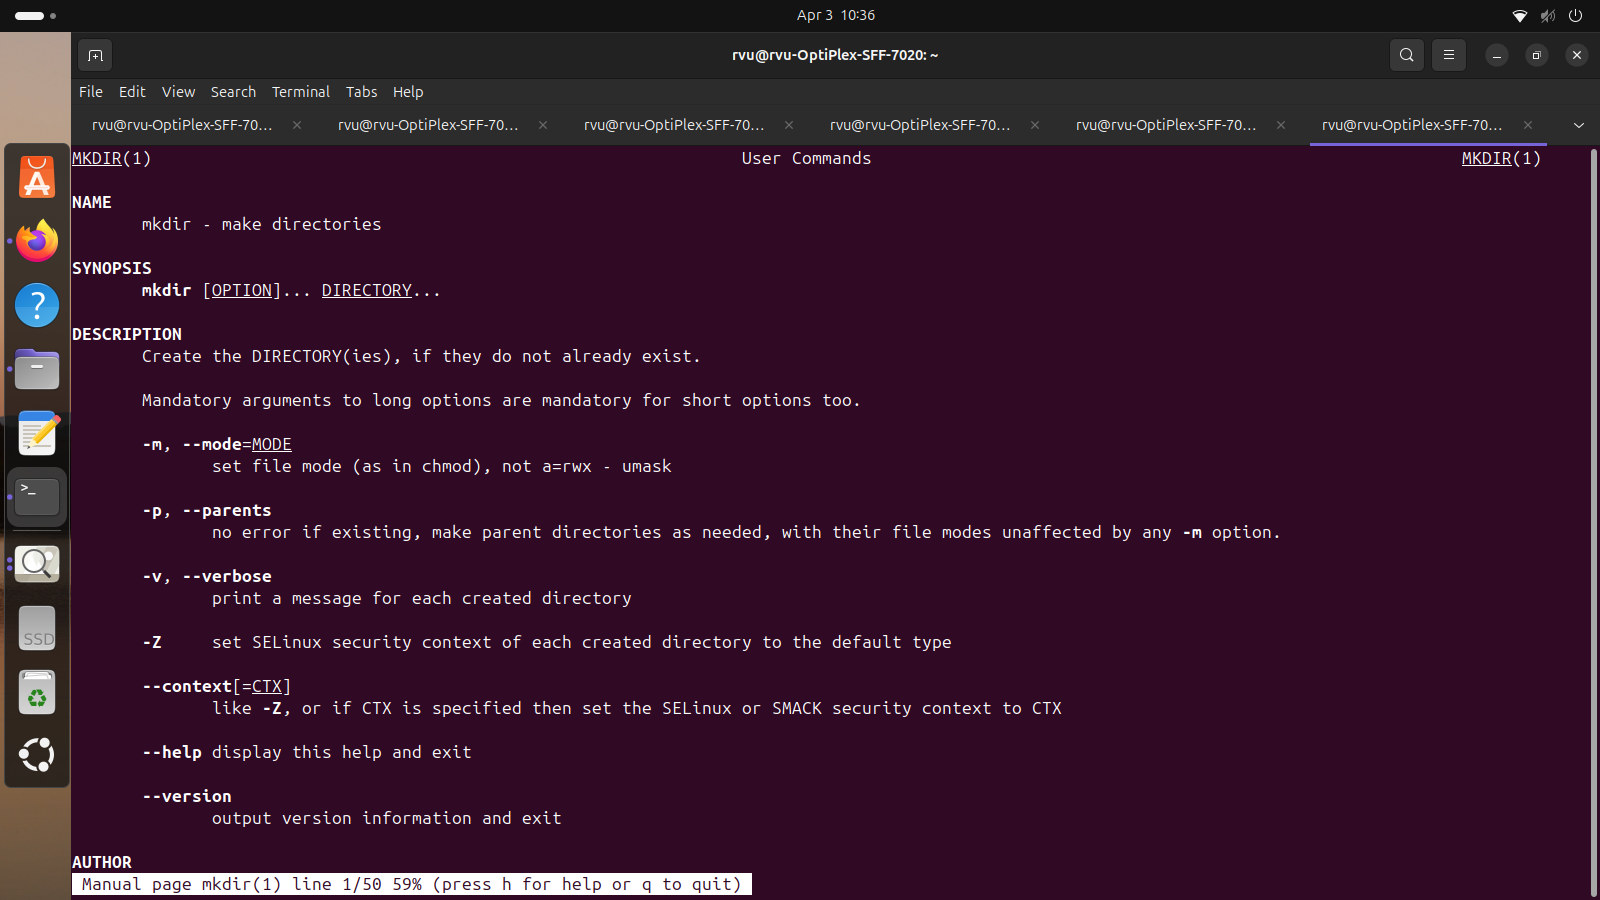 Apr 3 10:36
rvu@rvu-OptiPlex-SFF-7020: ~
File Edit View Search Terminal Tabs Help
rvu@rvu-OptiPlex-SFF-70... rvu@rvu-OptiPlex-SFF-70... rvu@rvu-OptiPlex-SFF-70... rvu@rvu-OptiPlex-SFF-70... rvu@rvu-OptiPlex-SFF-70... rvu@rvu-OptiPlex-SFF-70...
MKDIR(1) User Commands MKDIR(1)
NAME
mkdir - make directories
SYNOPSIS
mkdir [OPTION]... DIRECTORY...
DESCRIPTION
Create the DIRECTORY(ies), if they do not already exist.
Mandatory arguments to long options are mandatory for short options too.
-m, --mode=MODE
set file mode (as in chmod), not a=rwx - umask
-p, --parents
no error if existing, make parent directories as needed, with their file modes unaffected by any -m option.
-v, --verbose
print a message for each created directory
-Z set SELinux security context of each created directory to the default type
--context[=CTX]
like -Z, or if CTX is specified then set the SELinux or SMACK security context to CTX
--help display this help and exit
--version
output version information and exit
AUTHOR
Manual page mkdir(1) line 1/50 59% (press h for help or q to quit)
SSD